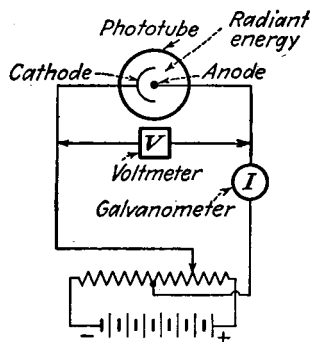 Phototube
Radiant
energy
Cathode
Anode
V
Voltmeter
I
Galvanometer
- +